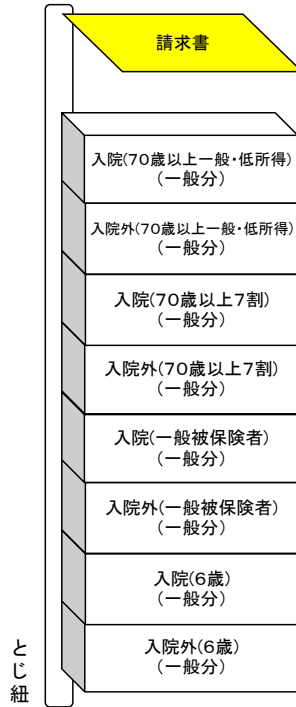 請求書
入院(70歳以上一般・低所得)
(一般分)
入院外(70歳以上一般・低所得)
(一般分)
入院(70歳以上7割)
(一般分)
入院外(70歳以上7割)
(一般分)
入院(一般被保険者)
(一般分)
入院外(一般被保険者)
(一般分)
入院(6歳)
(一般分)
入院外(6歳)
(一般分)
とじ紐